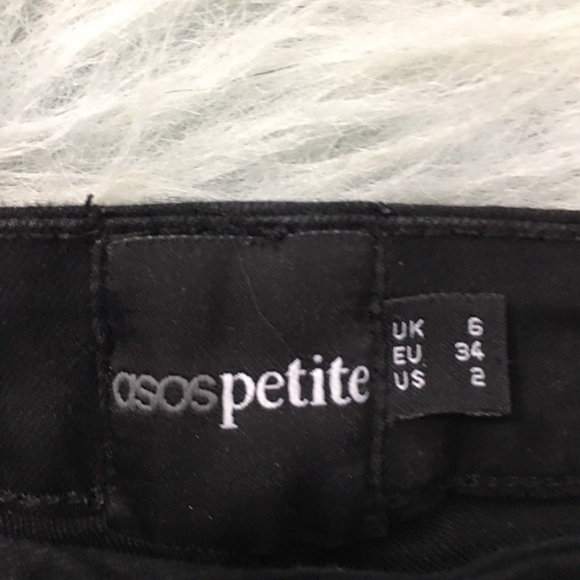 asospetite
UK 6
EU 34
US 2